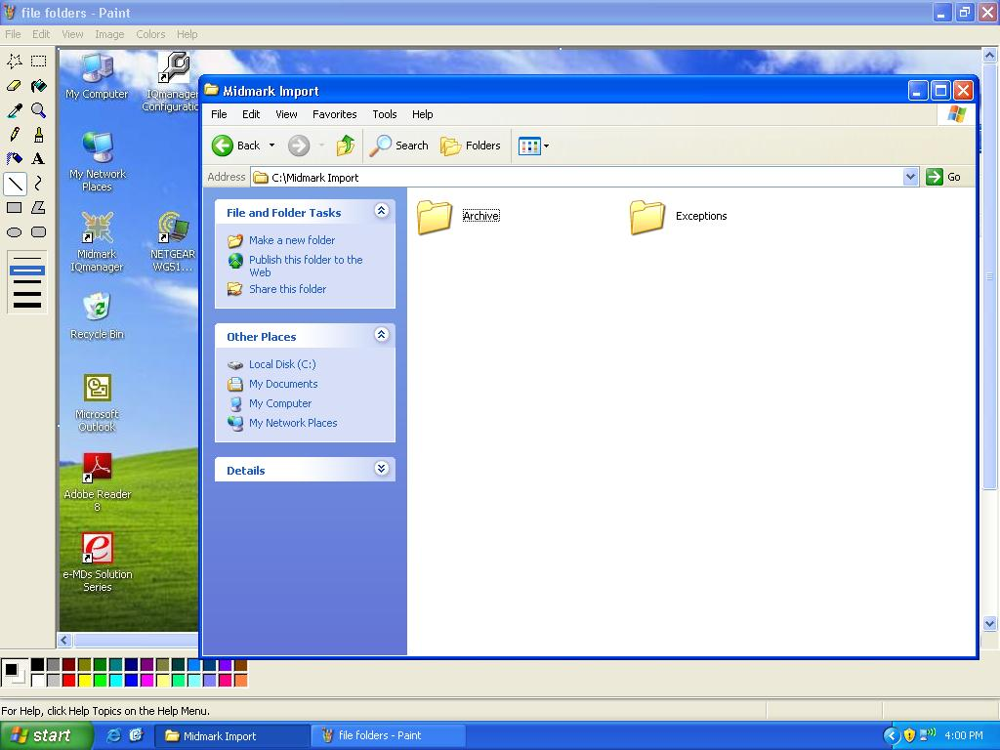 file folders - Paint
File Edit View Image Colors Help
My Computer
IQmanager
Configuratic
My Network
Places
Midmark
IQmanager
NETGEAR
WG51...
Recycle Bin
Microsoft
Outlook
Adobe Reader
8
e-MDs Solution
Series
Midmark Import
File Edit View Favorites Tools Help
Back Search Folders
Address C:\Midmark Import Go
File and Folder Tasks
Make a new folder
Publish this folder to the
Web
Share this folder
Other Places
Local Disk (C:)
My Documents
My Computer
My Network Places
Details
Archive Exceptions
For Help, click Help Topics on the Help Menu.
start Midmark Import file folders - Paint 4:00 PM